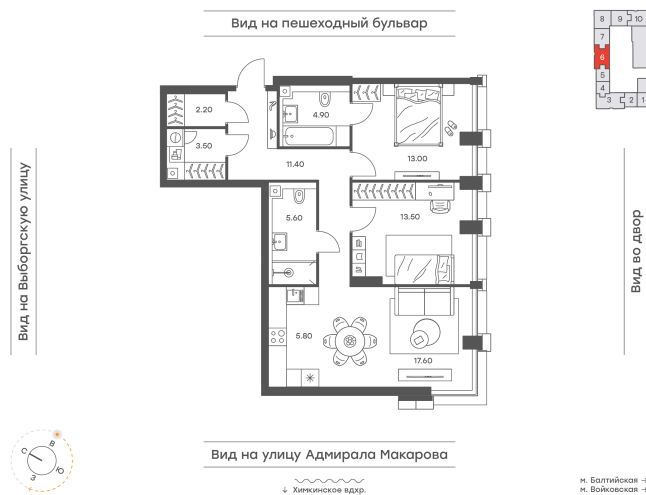 Вид на пешеходный бульвар
8 9 10
7
6
5
4
3 2 1
2.20
4.90
3.50
11.40
13.00
5.60
13.50
5.80
17.60
Вид на Выборгскую улицу
Вид во двор
Вид на улицу Адмирала Макарова
С
В
З
Ю
↓ Химкинское вдхр.
м. Балтийская
м. Войковская